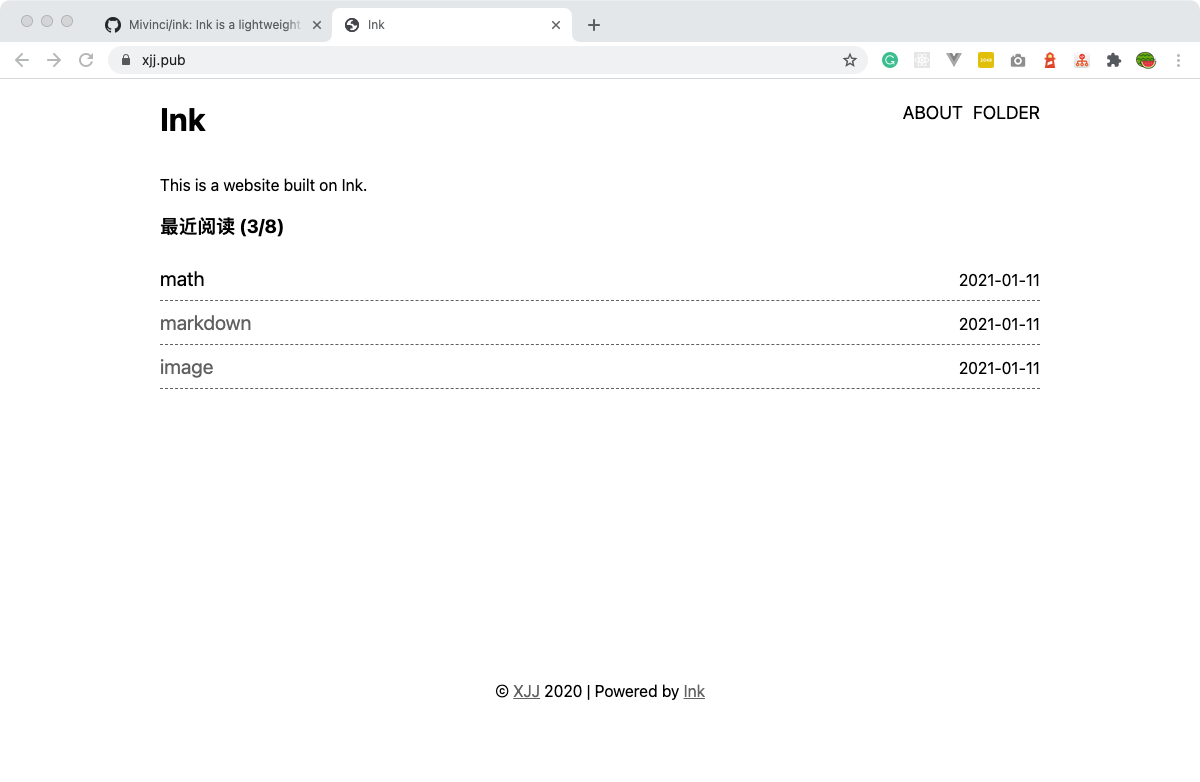 Mivinci/ink: Ink is a lightweight
Ink
xjj.pub
Ink
ABOUT FOLDER
This is a website built on Ink.
最近阅读 (3/8)
math 2021-01-11
markdown 2021-01-11
image 2021-01-11
© XJJ 2020 | Powered by Ink